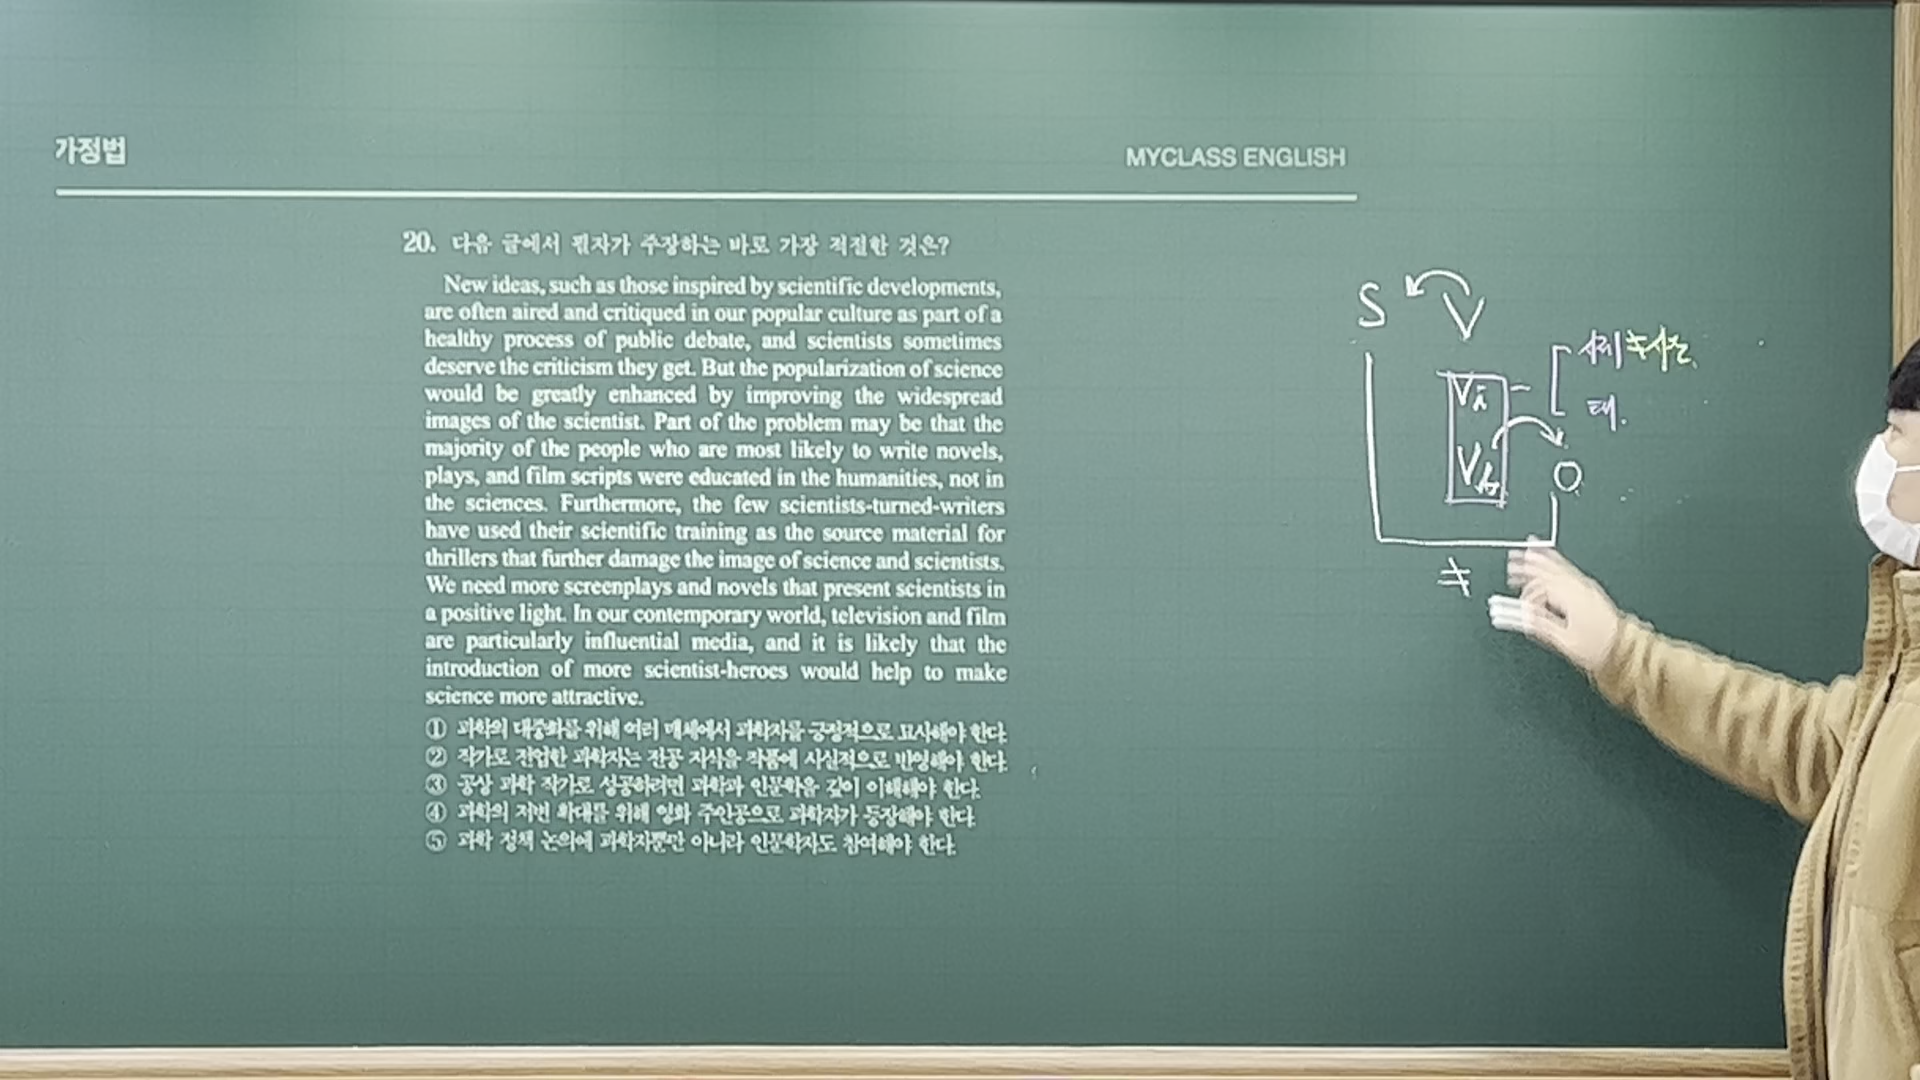 가정법
MYCLASS ENGLISH
20. 다음 글에서 필자가 주장하는 바로 가장 적절한 것은?
New ideas, such as those inspired by scientific developments,
are often aired and critiqued in our popular culture as part of a
healthy process of public debate, and scientists sometimes
deserve the criticism they get. But the popularization of science
would be greatly enhanced by improving the widespread
images of the scientist. Part of the problem may be that the
majority of the people who are most likely to write novels,
plays, and film scripts were educated in the humanities, not in
the sciences. Furthermore, the few scientists-turned-writers
have used their scientific training as the source material for
thrillers that further damage the image of science and scientists.
We need more screenplays and novels that present scientists in
a positive light. In our contemporary world, television and film
are particularly influential media, and it is likely that the
introduction of more scientist-heroes would help to make
science more attractive.
① 과학의 대중화를 위해 여러 매체에서 과학자를 긍정적으로 묘사해야 한다.
② 작가로 전업한 과학자는 전공 지식을 작품에 사실적으로 반영해야 한다.
③ 공상 과학 작가로 성공하려면 과학과 인문학을 깊이 이해해야 한다.
④ 과학의 저변 확대를 위해 영화 주인공으로 과학자가 등장해야 한다.
⑤ 과학 정책 논의에 과학자뿐만 아니라 인문학자도 참여해야 한다.
S V
Vi
태.
O
≠